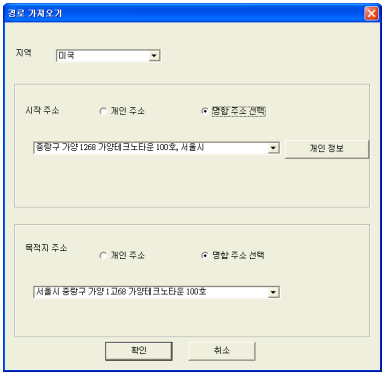 경로 가져오기
지역 미국
시작 주소 개인 주소 명함 주소 선택
중랑구 가양 1268 가양테크노타운 100호, 서울시 개인 정보
목적지 주소 개인 주소 명함 주소 선택
서울시 중랑구 가양 1고68 가양테크노타운 100호
확인 취소